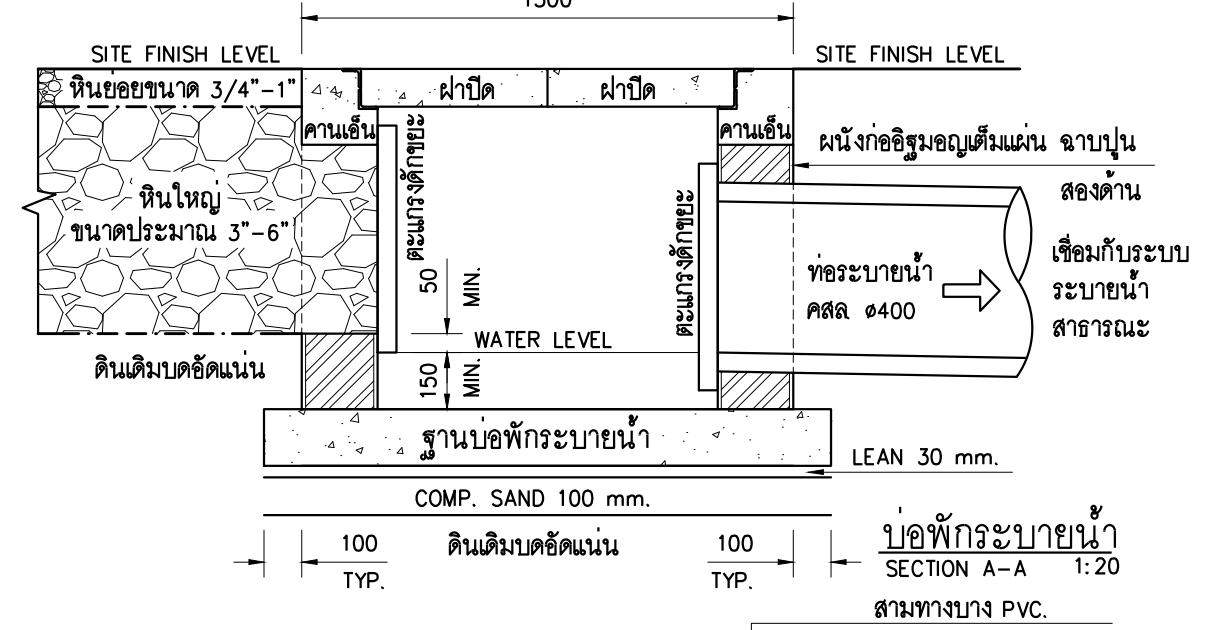 1300
SITE FINISH LEVEL
SITE FINISH LEVEL
หินย่อยขนาด 3/4"-1"
ฝาปิด
ฝาปิด
คานเอ็น
คานเอ็น
ตะแกรงดักขยะ
ตะแกรงดักขยะ
ผนังก่ออิฐมอญเต็มแผ่น ฉาบปูน
สองด้าน
หินใหญ่
ขนาดประมาณ 3"-6"
50
MIN.
ท่อระบายน้ำ
คสล ø400
เชื่อมกับระบบ
ระบายน้ำ
สาธารณะ
WATER LEVEL
ดินเดิมบดอัดแน่น
150
MIN.
ฐานบ่อพักระบายน้ำ
LEAN 30 mm.
COMP. SAND 100 mm.
100
TYP.
ดินเดิมบดอัดแน่น
100
TYP.
บ่อพักระบายน้ำ
SECTION A-A 1:20
สามทางบาง PVC.